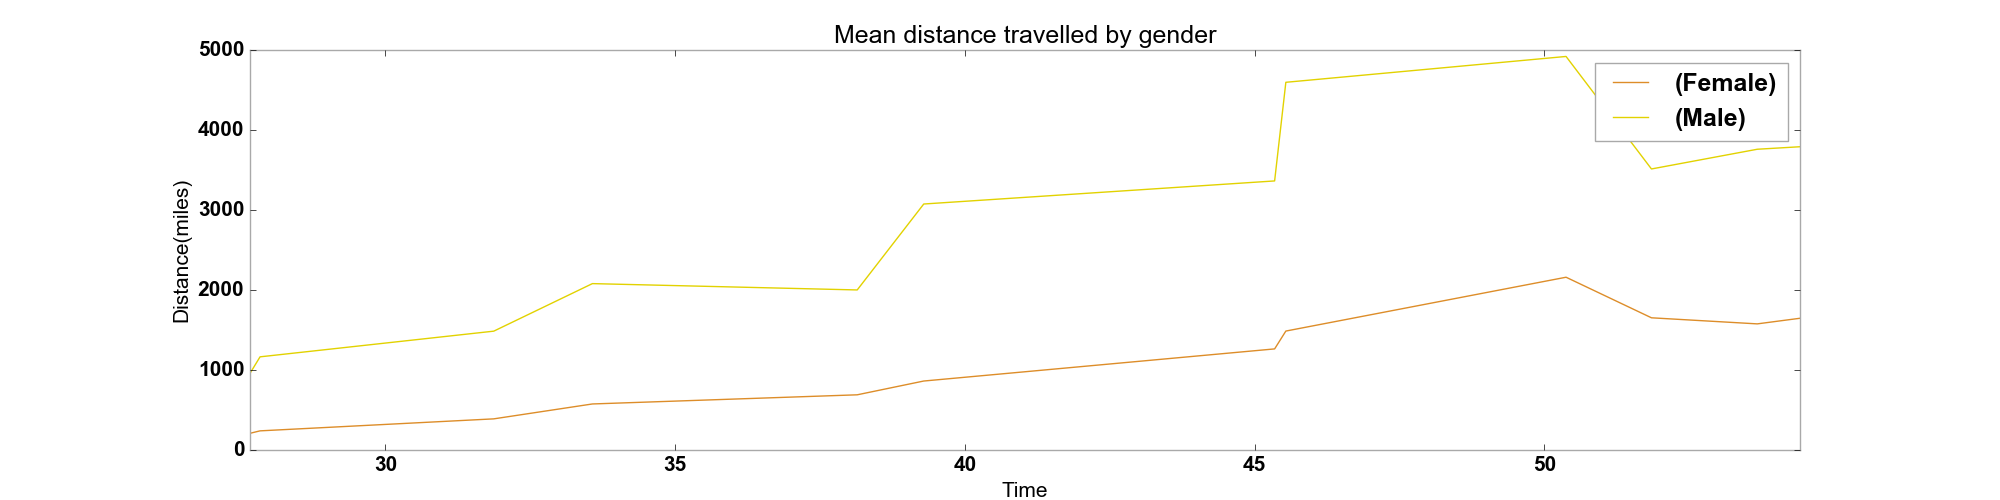 Mean distance travelled by gender
5000
4000
3000
2000
1000
0
Distance(miles)
(Female)
(Male)
30 35 40 45 50
Time